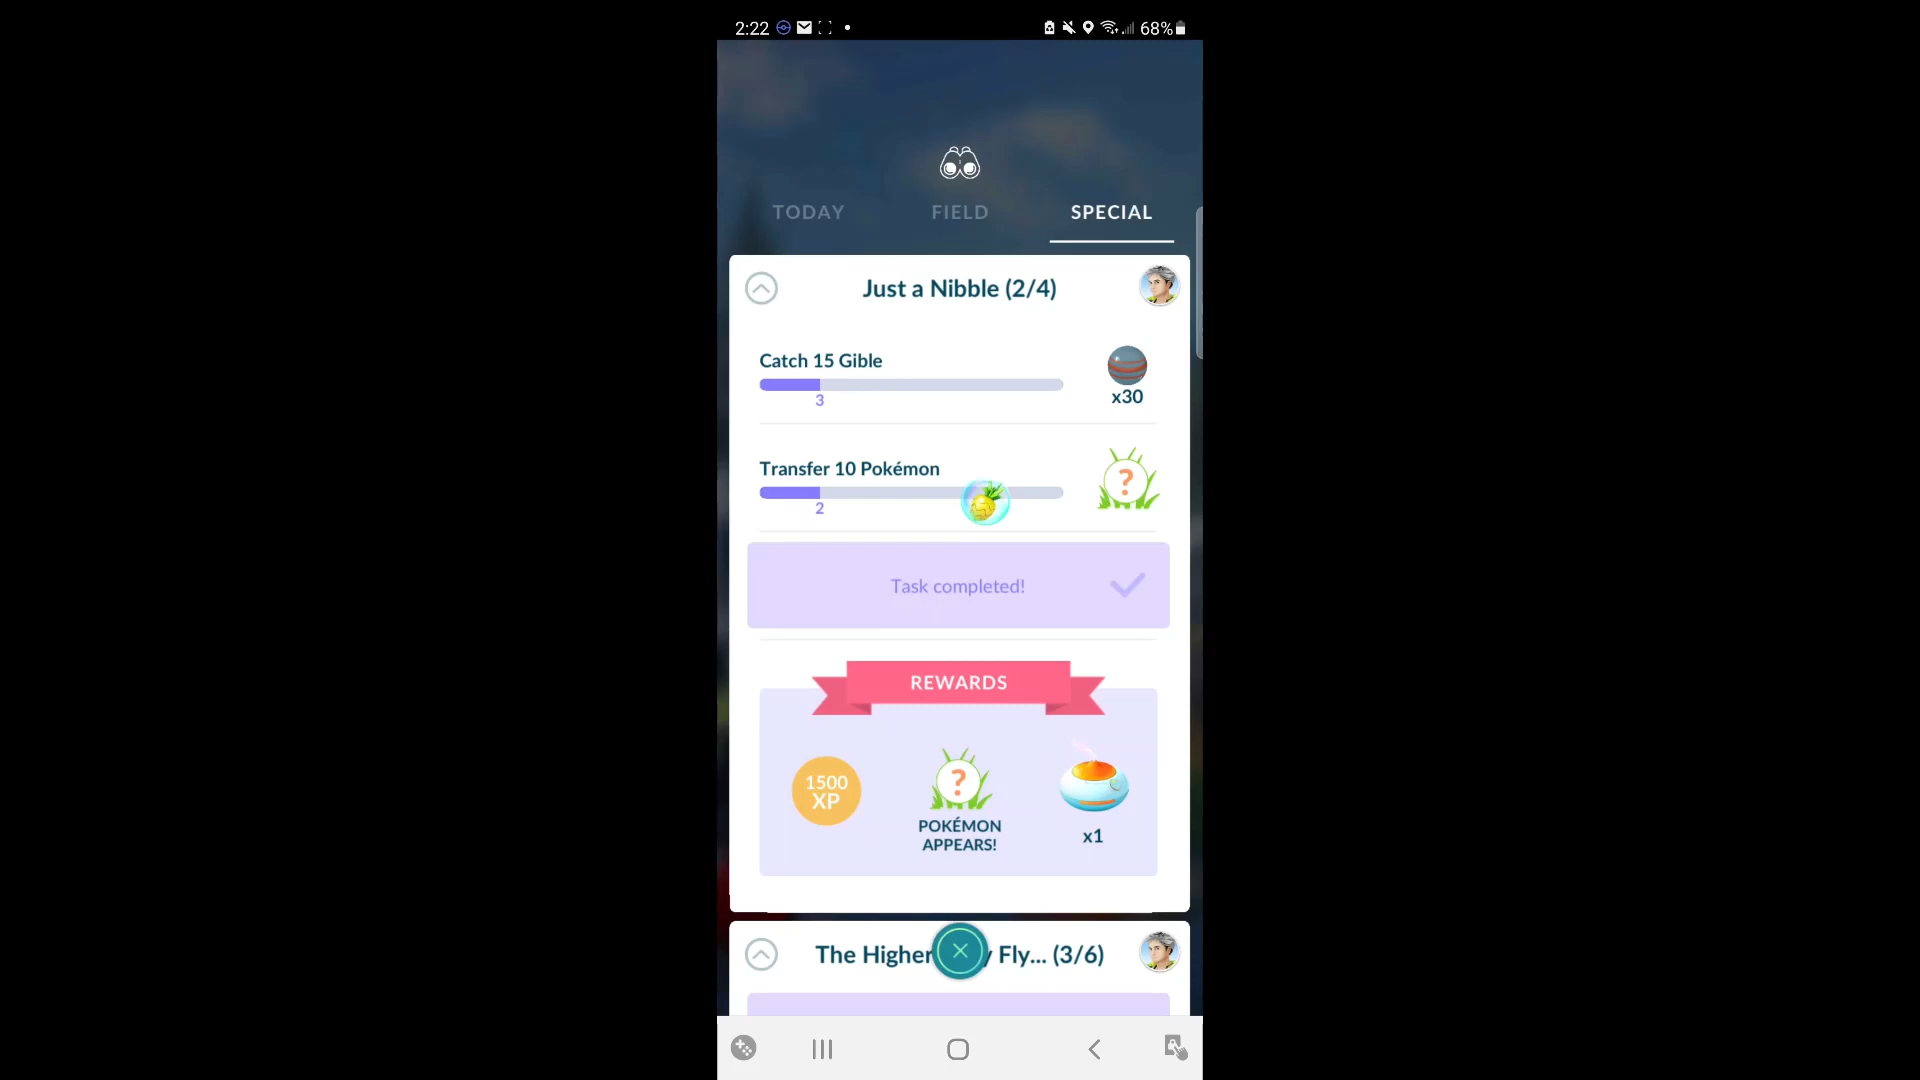 2:22 68%
TODAY FIELD SPECIAL
Just a Nibble (2/4)
Catch 15 Gible
3
x30
Transfer 10 Pokémon
?
2
Task completed!
REWARDS
1500
XP
?
POKÉMON
APPEARS!
x1
The Higher y Fly... (3/6)